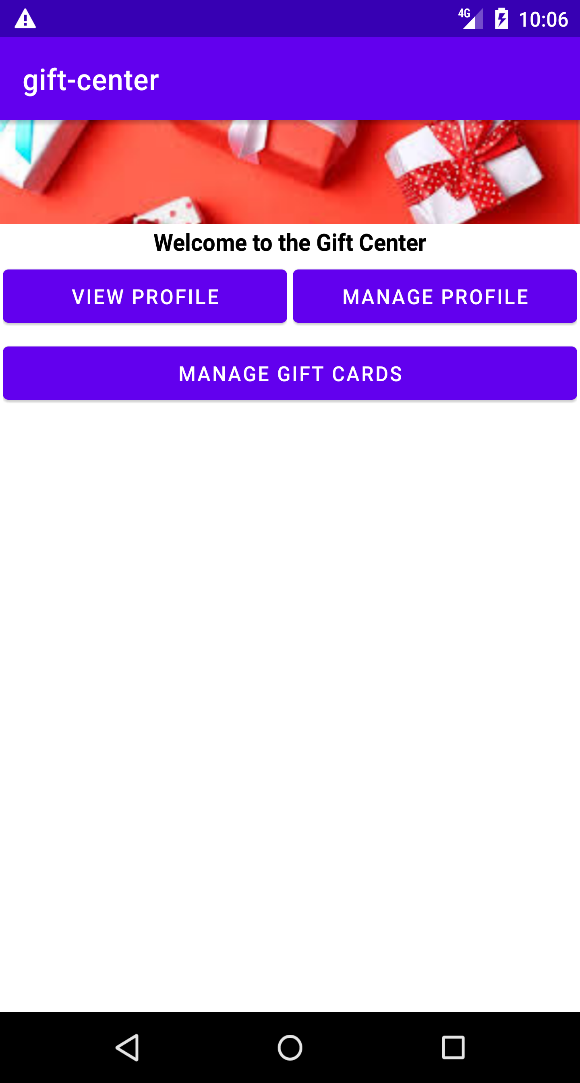 4G 10:06
gift-center
Welcome to the Gift Center
VIEW PROFILE MANAGE PROFILE
MANAGE GIFT CARDS